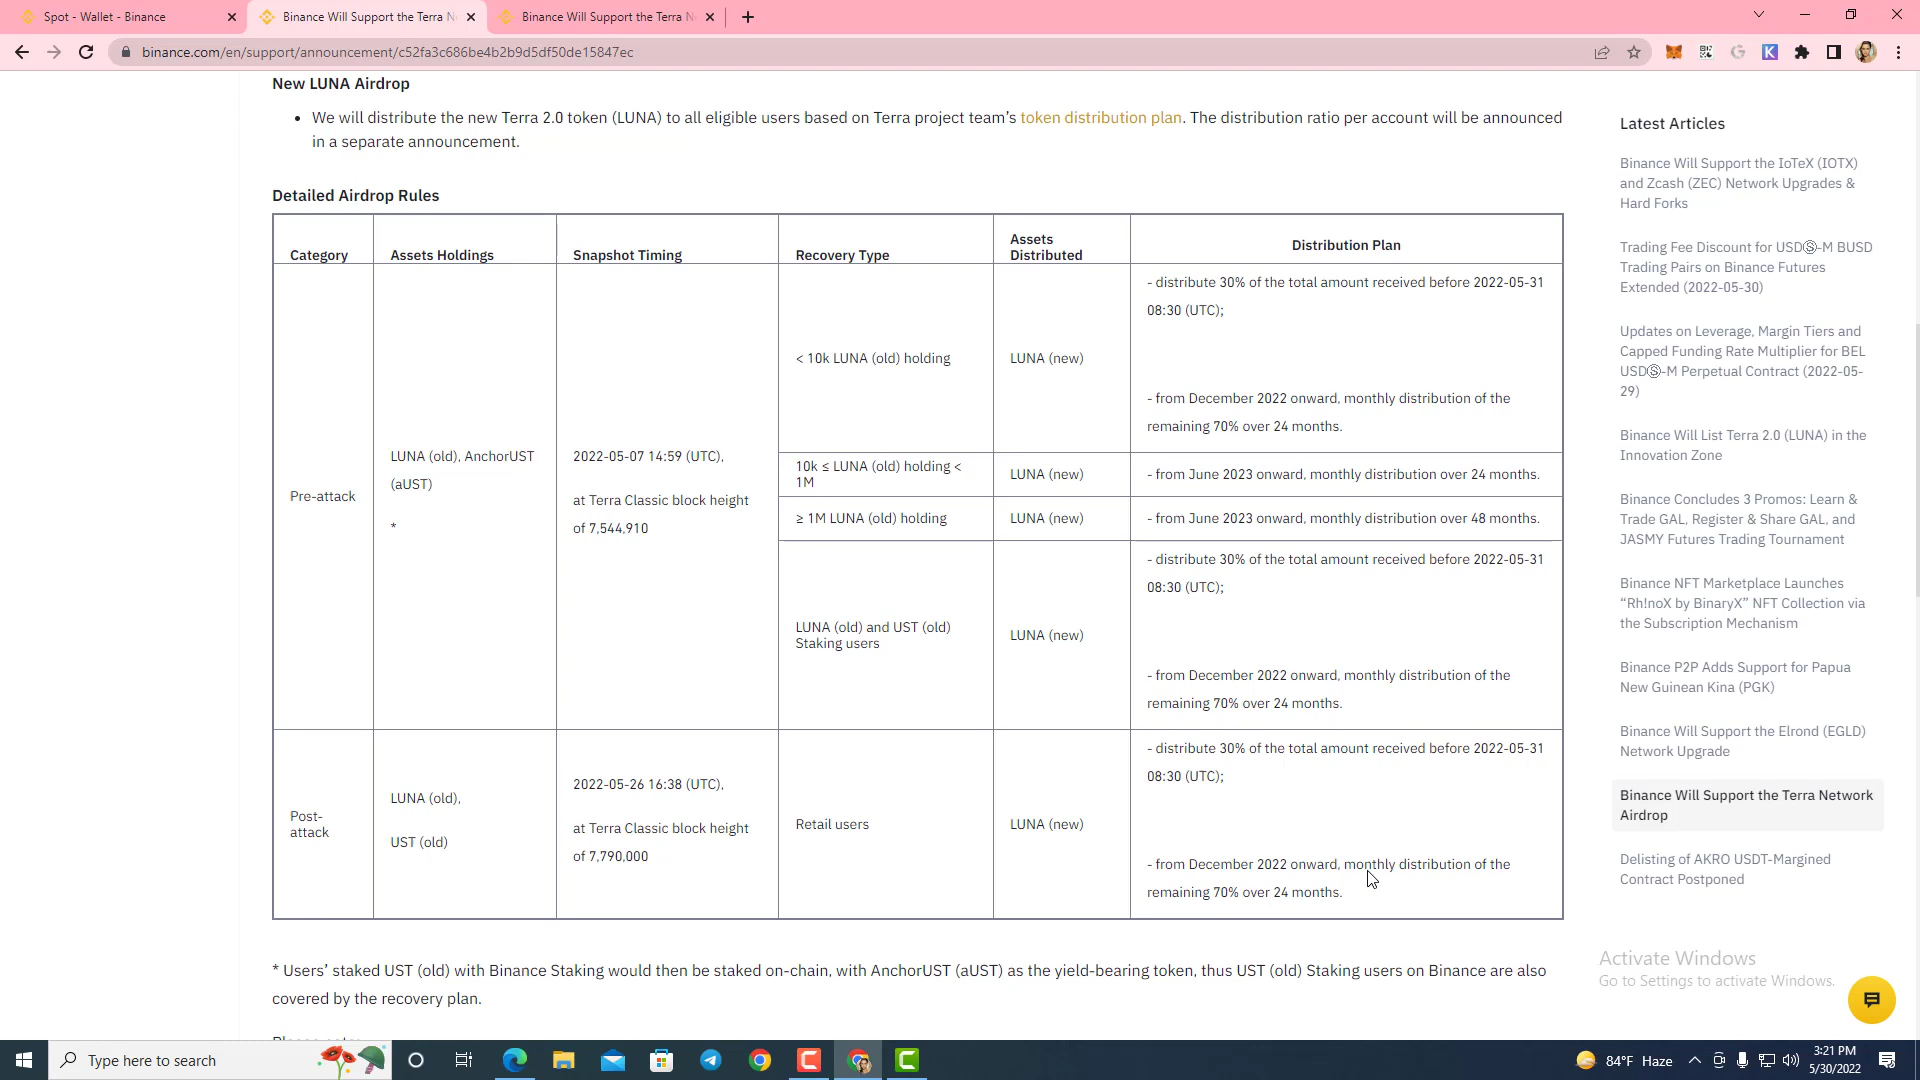 Spot - Wallet - Binance
Binance Will Support the Terra N
Binance Will Support the Terra N
binance.com/en/support/announcement/c52fa3c686be4b2b9d5df50de15847ec
New LUNA Airdrop
• We will distribute the new Terra 2.0 token (LUNA) to all eligible users based on Terra project team's token distribution plan. The distribution ratio per account will be announced
in a separate announcement.
Detailed Airdrop Rules
Category
Assets Holdings
Snapshot Timing
Recovery Type
Assets
Distributed
Distribution Plan
Pre-attack
LUNA (old), AnchorUST
(aUST)
*
2022-05-07 14:59 (UTC),
at Terra Classic block height
of 7,544,910
< 10k LUNA (old) holding
LUNA (new)
- distribute 30% of the total amount received before 2022-05-31
08:30 (UTC);
- from December 2022 onward, monthly distribution of the
remaining 70% over 24 months.
10k ≤ LUNA (old) holding <
1M
LUNA (new)
- from June 2023 onward, monthly distribution over 24 months.
≥ 1M LUNA (old) holding
LUNA (new)
- from June 2023 onward, monthly distribution over 48 months.
LUNA (old) and UST (old)
Staking users
LUNA (new)
- distribute 30% of the total amount received before 2022-05-31
08:30 (UTC);
- from December 2022 onward, monthly distribution of the
remaining 70% over 24 months.
Post-
attack
LUNA (old),
UST (old)
2022-05-26 16:38 (UTC),
at Terra Classic block height
of 7,790,000
Retail users
LUNA (new)
- distribute 30% of the total amount received before 2022-05-31
08:30 (UTC);
- from December 2022 onward, monthly distribution of the
remaining 70% over 24 months.
* Users' staked UST (old) with Binance Staking would then be staked on-chain, with AnchorUST (aUST) as the yield-bearing token, thus UST (old) Staking users on Binance are also
covered by the recovery plan.
Latest Articles
Binance Will Support the IoTeX (IOTX)
and Zcash (ZEC) Network Upgrades &
Hard Forks
Trading Fee Discount for USDⓈ-M BUSD
Trading Pairs on Binance Futures
Extended (2022-05-30)
Updates on Leverage, Margin Tiers and
Capped Funding Rate Multiplier for BEL
USDⓈ-M Perpetual Contract (2022-05-
29)
Binance Will List Terra 2.0 (LUNA) in the
Innovation Zone
Binance Concludes 3 Promos: Learn &
Trade GAL, Register & Share GAL, and
JASMY Futures Trading Tournament
Binance NFT Marketplace Launches
“Rh!noX by BinaryX” NFT Collection via
the Subscription Mechanism
Binance P2P Adds Support for Papua
New Guinean Kina (PGK)
Binance Will Support the Elrond (EGLD)
Network Upgrade
Binance Will Support the Terra Network
Airdrop
Delisting of AKRO USDT-Margined
Contract Postponed
Activate Windows
Go to Settings to activate Windows.
Type here to search
84°F Haze
3:21 PM
5/30/2022